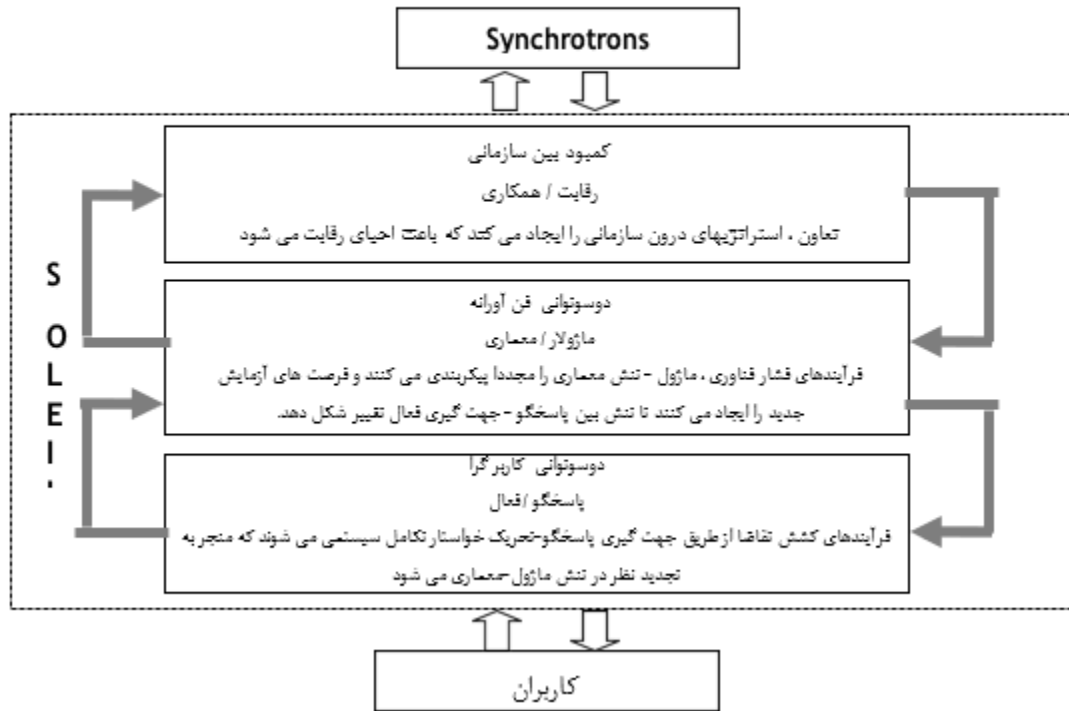 Synchrotrons
کمبود بین سازمانی
رقابت / همکاری
تعاون ، استراتژیهای درون سازمانی را ایجاد می کند که باعث احیای رقابت می شود
دوسوتوانی فن آورانه
ماژولار / معماری
فرآیندهای فشار فناوری ، ماژول - تنش معماری را مجددا پیکربندی می کنند و فرصت های آزمایش
جدید را ایجاد می کنند تا تنش بین پاسخگو - جهت گیری فعال تغییر شکل دهد.
دوسوتوانی کاربر گرا
پاسخگو / فعال
فرآیندهای کشش تقاضا از طریق جهت گیری پاسخگو-تحریک خواستار تکامل سیستمی می شوند که منجر به
تجدید نظر در تنش ماژول-معماری می شود
S
O
L
E
I
کاربران